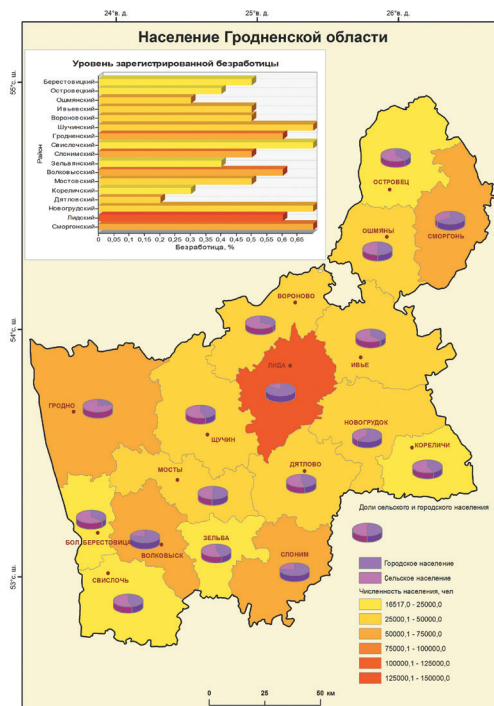 24°в. д. 25°в. д. 26°в. д.
Население Гродненской области
55°с. ш.
54°с. ш.
53°с. ш.
Уровень зарегистрированной безработицы
Район
Берестовицкий
Островецкий
Ошмянский
Ивьевский
Вороновский
Щучинский
Гродненский
Свислочский
Слонимский
Зельвянский
Волковысский
Мостовский
Кореличский
Дятловский
Новогрудский
Лидский
Сморгонский
0 0,05 0,1 0,15 0,2 0,25 0,3 0,35 0,4 0,45 0,5 0,55 0,6 0,65
Безработица, %
ОСТРОВЕЦ
ОШМЯНЫ
СМОРГОНЬ
ВОРОНОВО
ЛИДА
ИВЬЕ
ГРОДНО
ЩУЧИН
НОВОГРУДОК
КОРЕЛИЧИ
МОСТЫ
ДЯТЛОВО
БОЛ. БЕРЕСТОВИЦА
ВОЛКОВЫСК
ЗЕЛЬВА
СЛОНИМ
СВИСЛОЧЬ
Доли сельского и городского населения
Городское население
Сельское население
Численность населения, чел
16517,0 - 25000,0
25000,1 - 50000,0
50000,1 - 75000,0
75000,1 - 100000,0
100000,1 - 125000,0
125000,1 - 150000,0
0 25 50 км